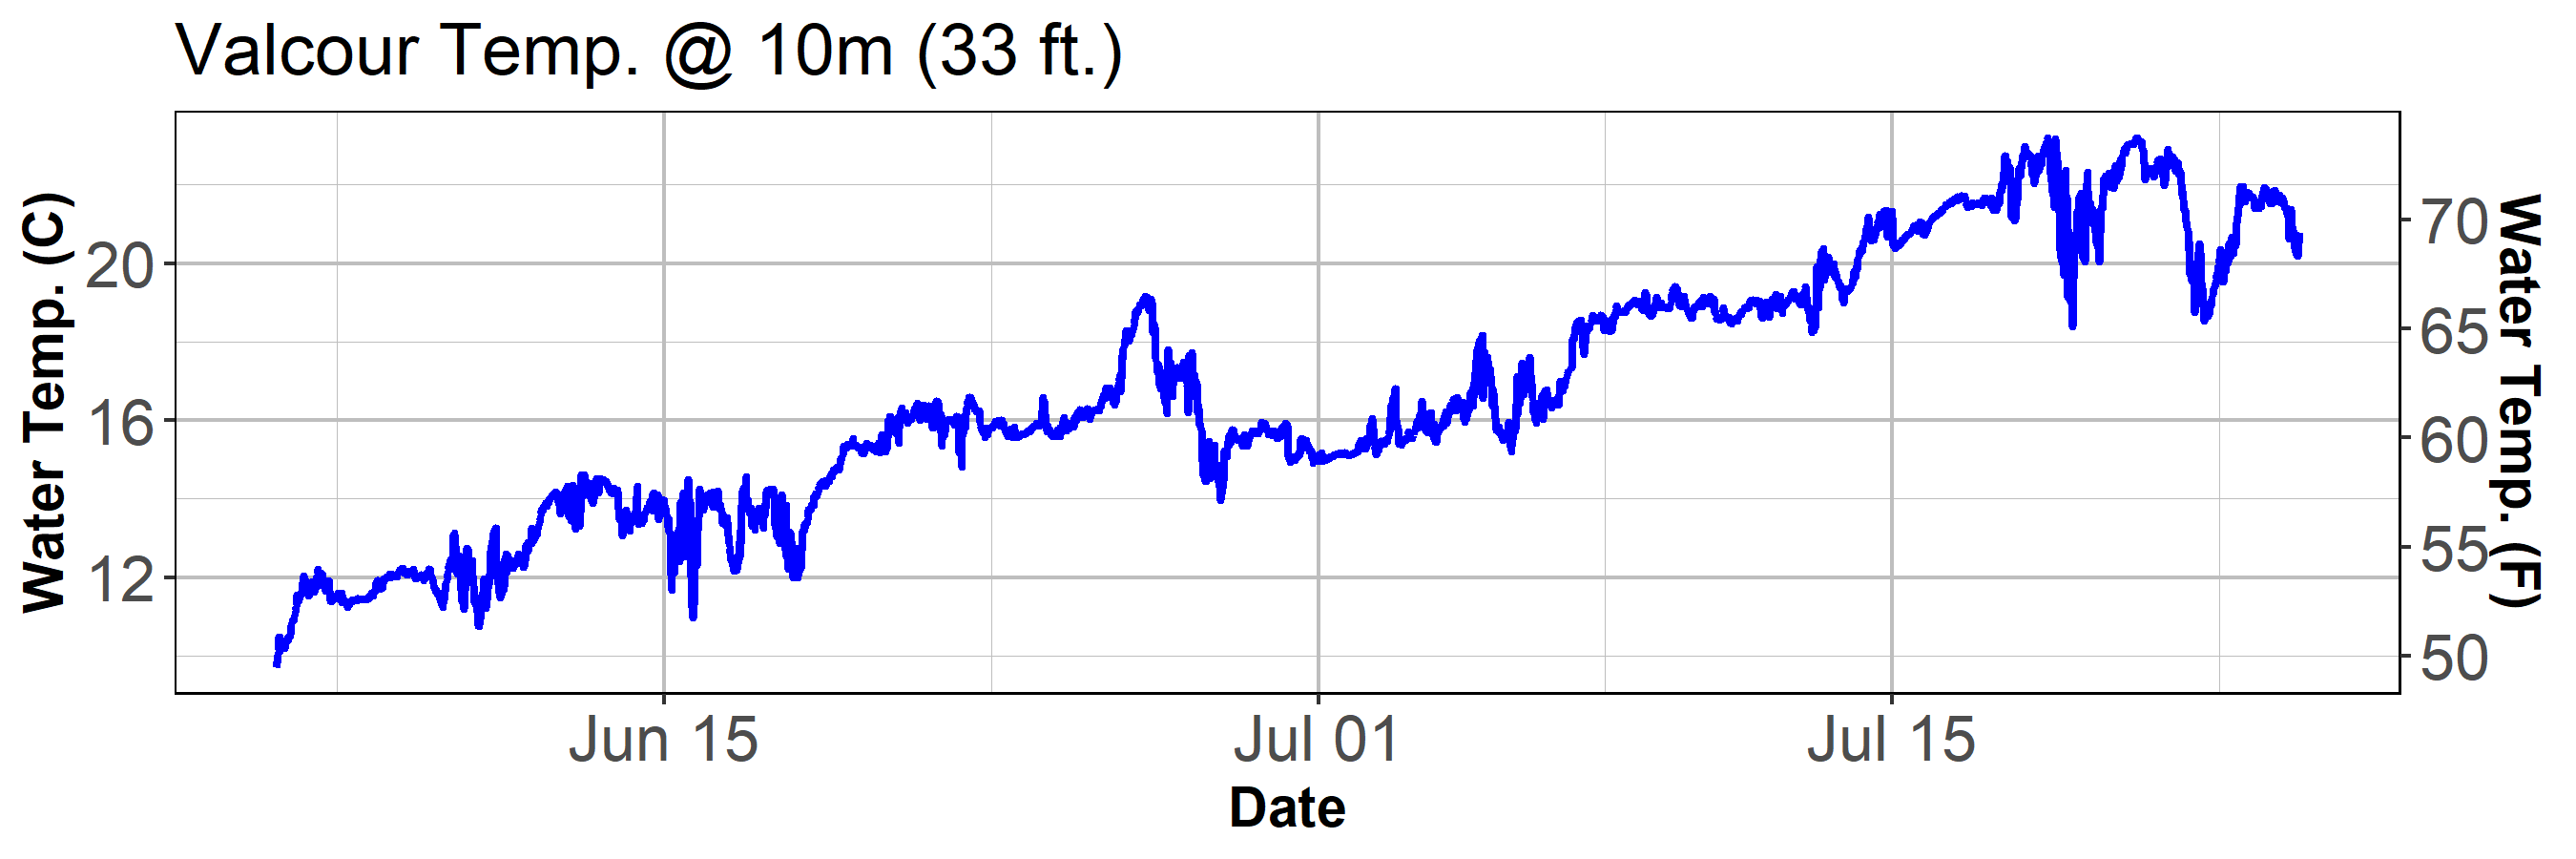 Valcour Temp. @ 10m (33 ft.)
Water Temp. (C)
20
16
12
70
65
60
55
50
Water Temp. (F)
Jun 15
Jul 01
Jul 15
Date